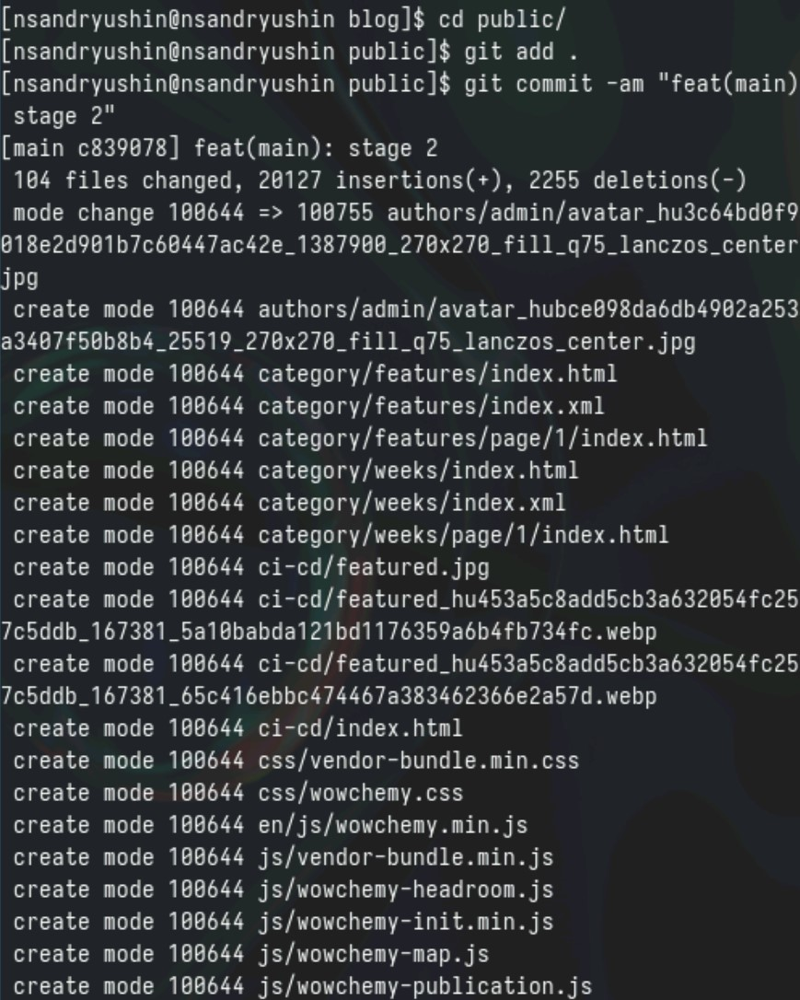 [nsandryushin@nsandryushin blog]$ cd public/
[nsandryushin@nsandryushin public]$ git add .
[nsandryushin@nsandryushin public]$ git commit -am "feat(main)
 stage 2"
[main c839078] feat(main): stage 2
 104 files changed, 20127 insertions(+), 2255 deletions(-)
 mode change 100644 => 100755 authors/admin/avatar_hu3c64bd0f9
018e2d901b7c60447ac42e_1387900_270x270_fill_q75_lanczos_center
jpg
 create mode 100644 authors/admin/avatar_hubce098da6db4902a253
a3407f50b8b4_25519_270x270_fill_q75_lanczos_center.jpg
 create mode 100644 category/features/index.html
 create mode 100644 category/features/index.xml
 create mode 100644 category/features/page/1/index.html
 create mode 100644 category/weeks/index.html
 create mode 100644 category/weeks/index.xml
 create mode 100644 category/weeks/page/1/index.html
 create mode 100644 ci-cd/featured.jpg
 create mode 100644 ci-cd/featured_hu453a5c8add5cb3a632054fc25
7c5ddb_167381_5a10babda121bd1176359a6b4fb734fc.webp
 create mode 100644 ci-cd/featured_hu453a5c8add5cb3a632054fc25
7c5ddb_167381_65c416ebbc474467a383462366e2a57d.webp
 create mode 100644 ci-cd/index.html
 create mode 100644 css/vendor-bundle.min.css
 create mode 100644 css/wowchemy.css
 create mode 100644 en/js/wowchemy.min.js
 create mode 100644 js/vendor-bundle.min.js
 create mode 100644 js/wowchemy-headroom.js
 create mode 100644 js/wowchemy-init.min.js
 create mode 100644 js/wowchemy-map.js
 create mode 100644 js/wowchemy-publication.js